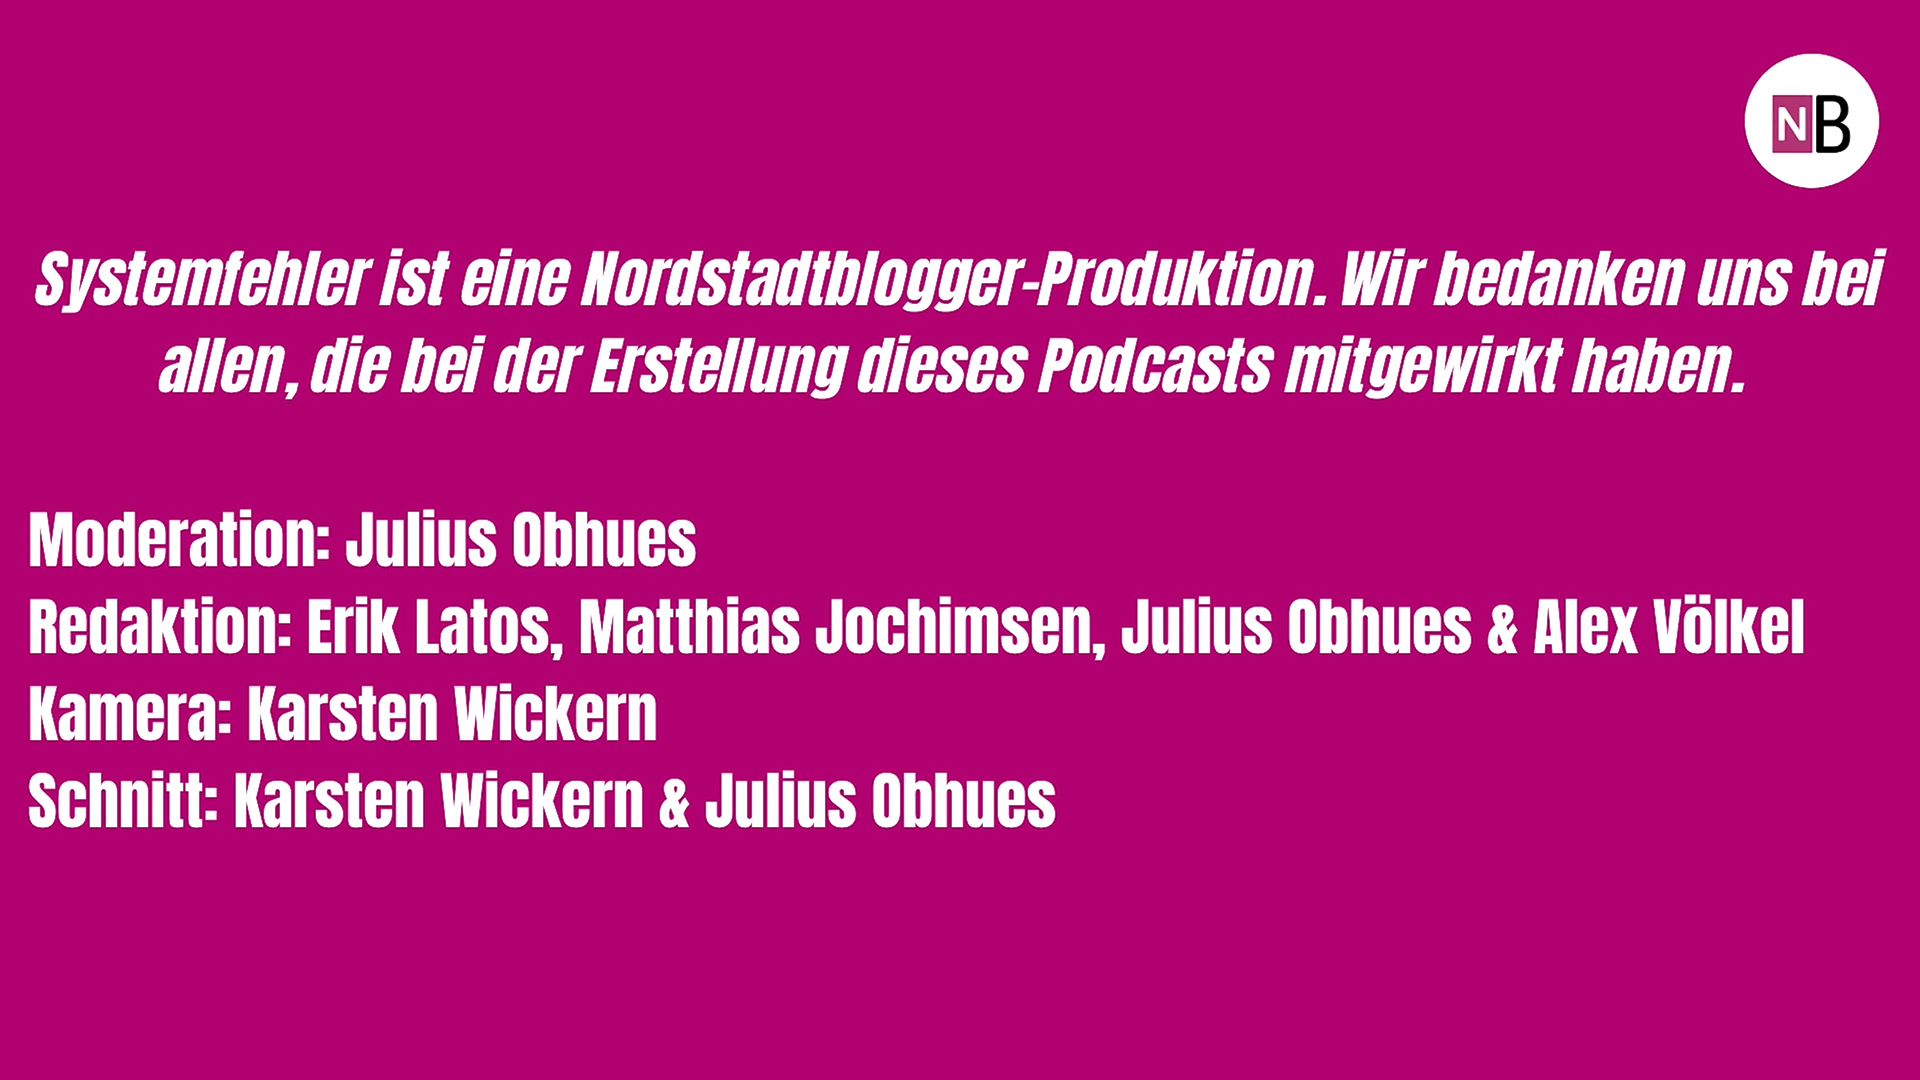 NB
Systemfehler ist eine Nordstadtblogger-Produktion. Wir bedanken uns bei
allen, die bei der Erstellung dieses Podcasts mitgewirkt haben.
Moderation: Julius Obhues
Redaktion: Erik Latos, Matthias Jochimsen, Julius Obhues & Alex Völkel
Kamera: Karsten Wickern
Schnitt: Karsten Wickern & Julius Obhues